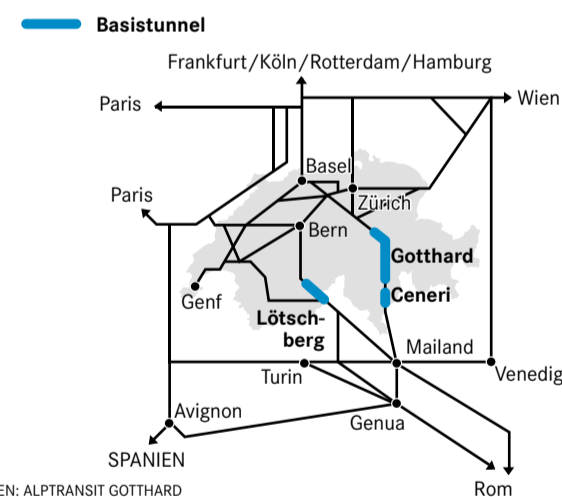 Basistunnel
Frankfurt/Köln/Rotterdam/Hamburg
Paris
Wien
Basel
Paris
Zürich
Bern
Gotthard
Genf
Ceneri
Lötsch-
berg
Mailand
Turin
Venedig
Avignon
Genua
SPANIEN
EN: ALPTRANSIT GOTTHARD
Rom